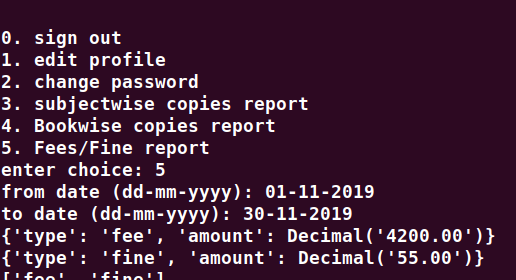 0. sign out
1. edit profile
2. change password
3. subjectwise copies report
4. Bookwise copies report
5. Fees/Fine report
enter choice: 5
from date (dd-mm-yyyy): 01-11-2019
to date (dd-mm-yyyy): 30-11-2019
{'type': 'fee', 'amount': Decimal('4200.00')}
{'type': 'fine', 'amount': Decimal('55.00')}
['fee', 'fine']